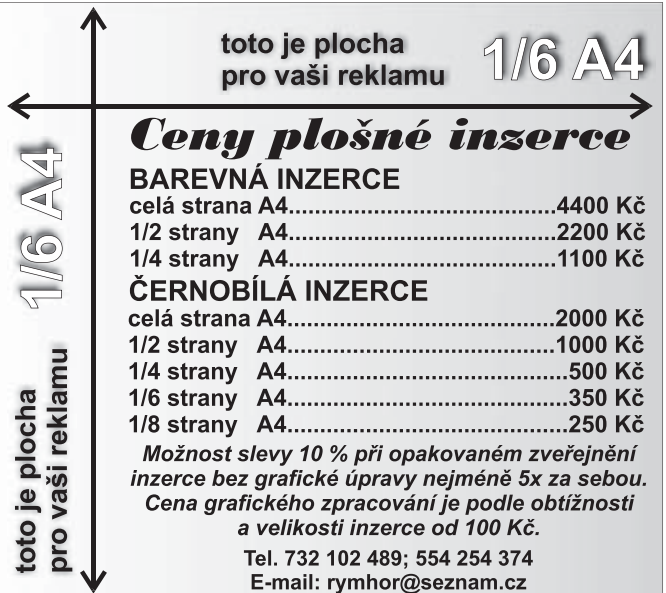 toto je plocha
pro vaši reklamu
1/6 A4
Ceny plošné inzerce
BAREVNÁ INZERCE
celá strana A4........................................4400 Kč
1/2 strany A4........................................2200 Kč
1/4 strany A4........................................1100 Kč
ČERNOBÍLÁ INZERCE
celá strana A4........................................2000 Kč
1/2 strany A4........................................1000 Kč
1/4 strany A4..........................................500 Kč
1/6 strany A4..........................................350 Kč
1/8 strany A4..........................................250 Kč
Možnost slevy 10 % při opakovaném zveřejnění
inzerce bez grafické úpravy nejméně 5x za sebou.
Cena grafického zpracování je podle obtížnosti
a velikosti inzerce od 100 Kč.
Tel. 732 102 489; 554 254 374
E-mail: rymhor@seznam.cz
toto je plocha
pro vaši reklamu
1/6 A4